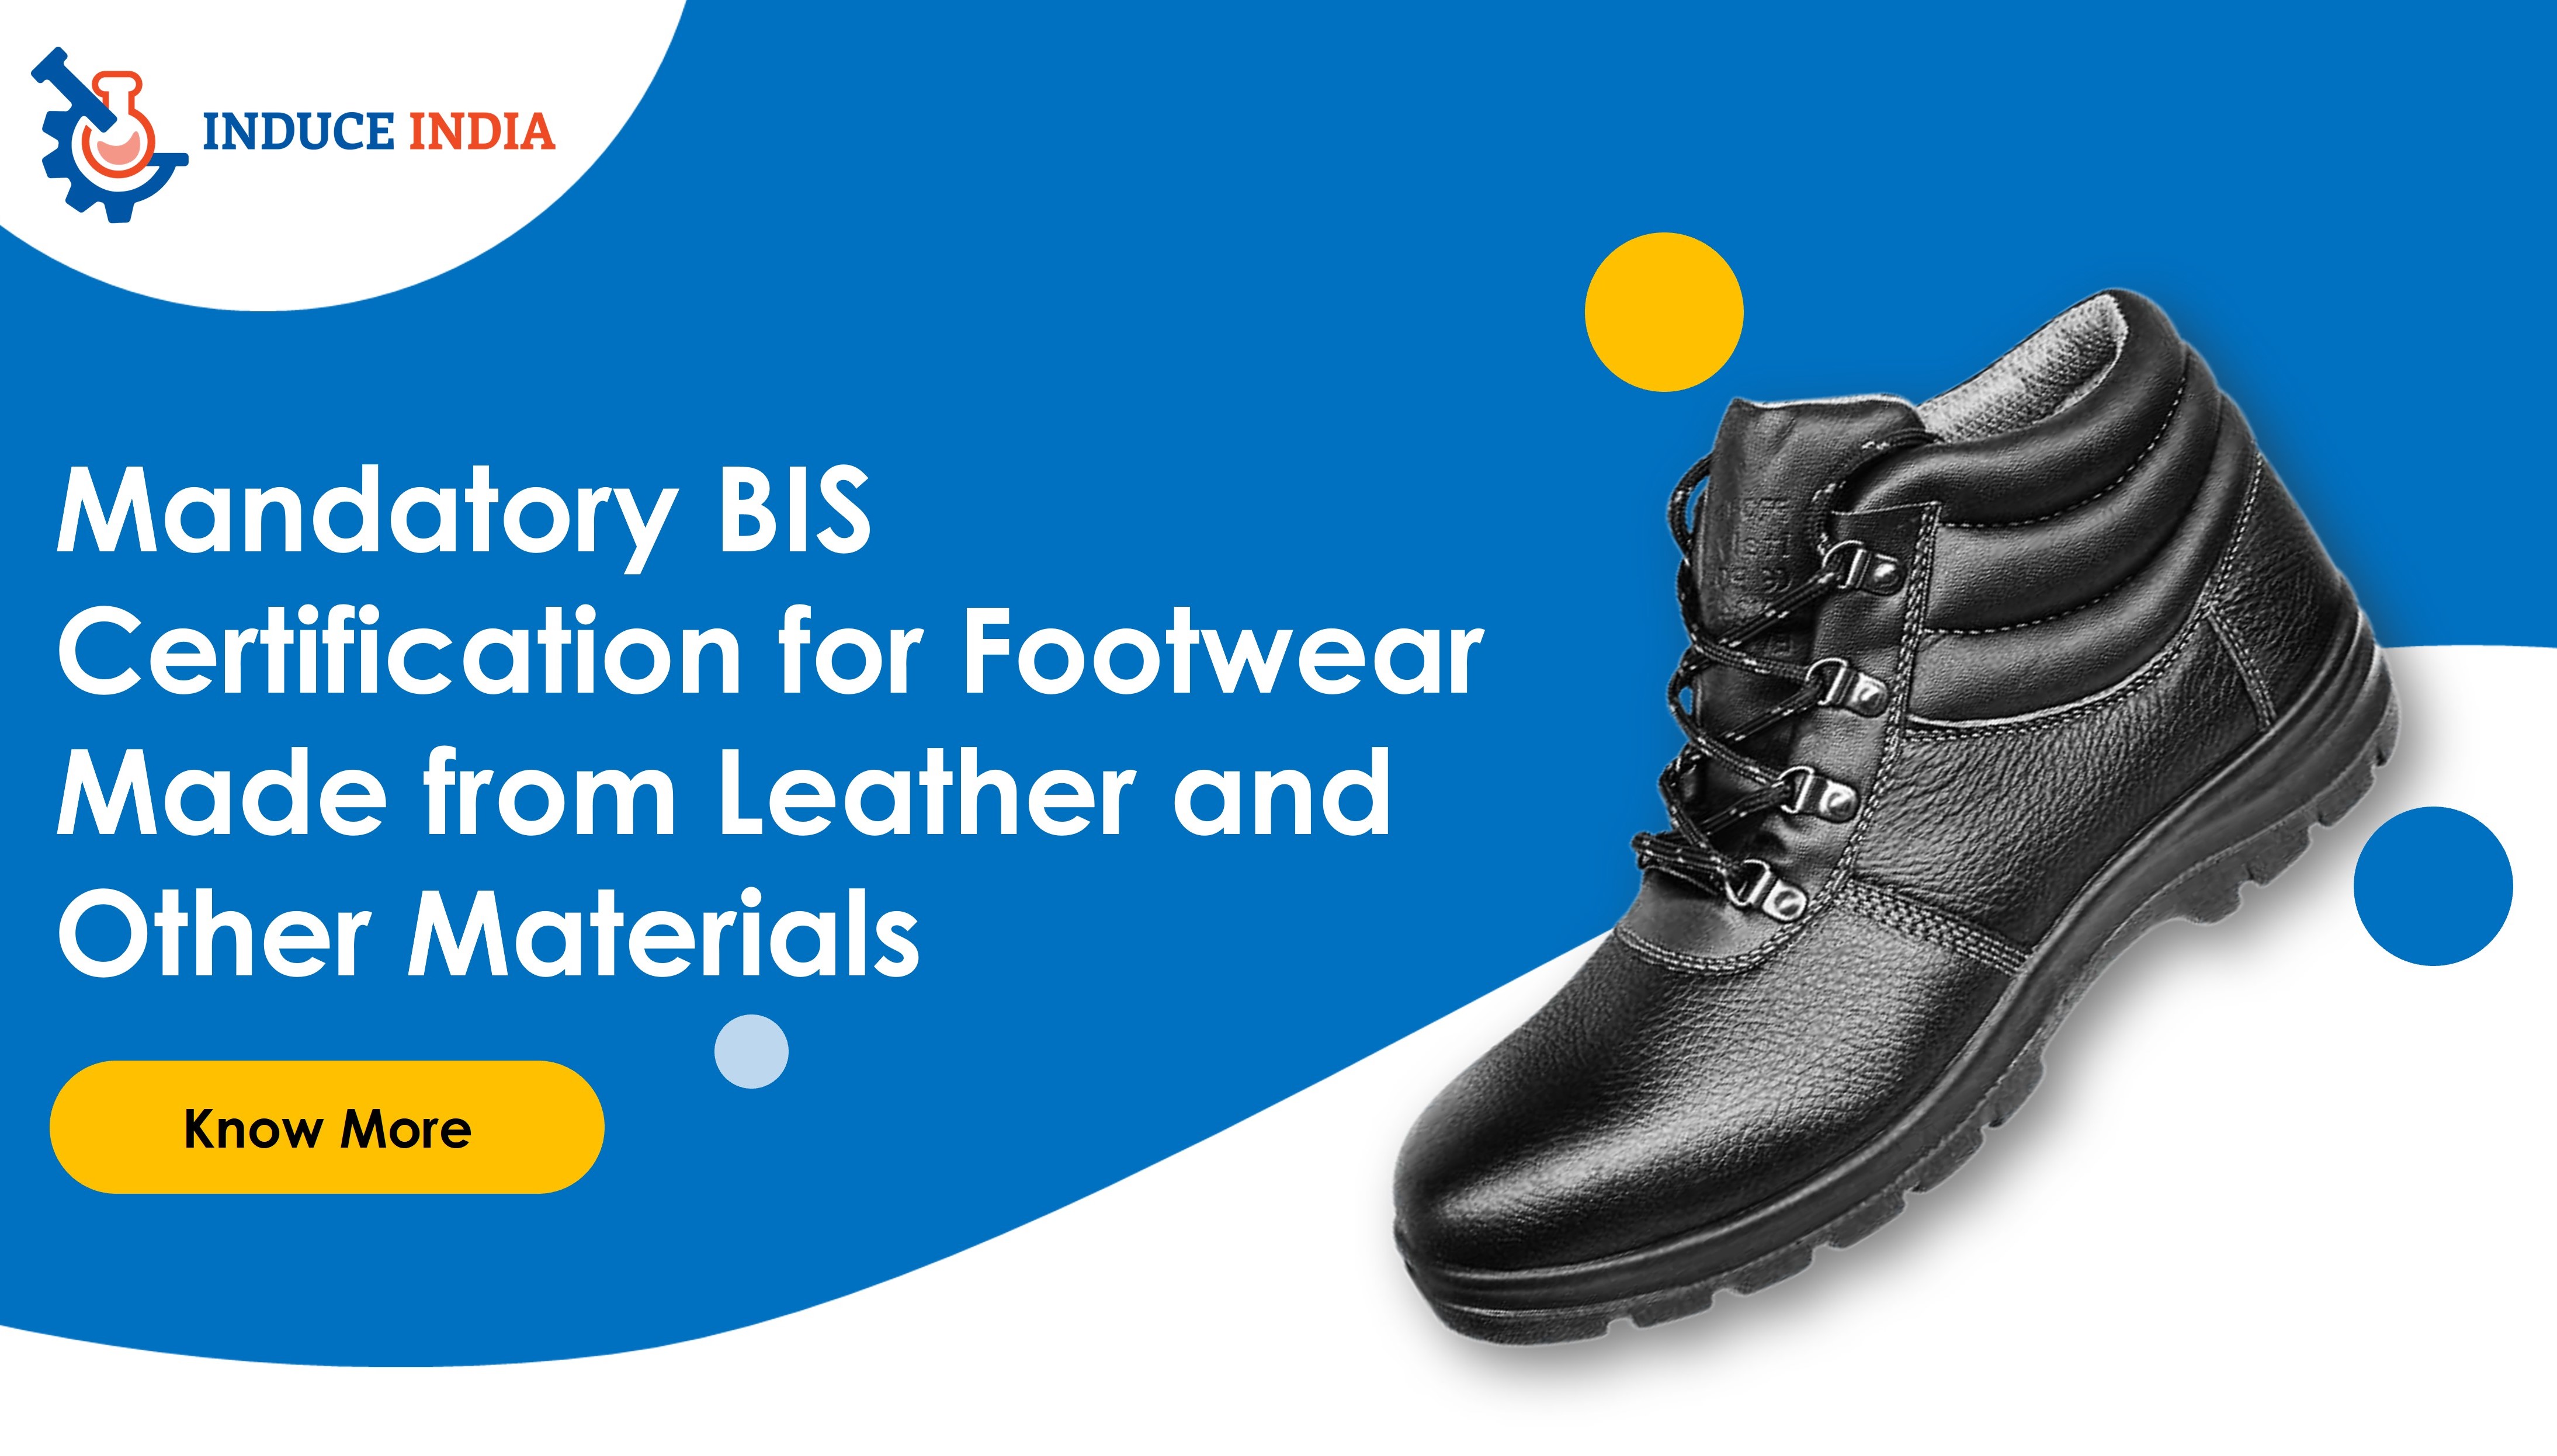 INDUCE INDIA
Mandatory BIS
Certification for Footwear
Made from Leather and
Other Materials
Know More